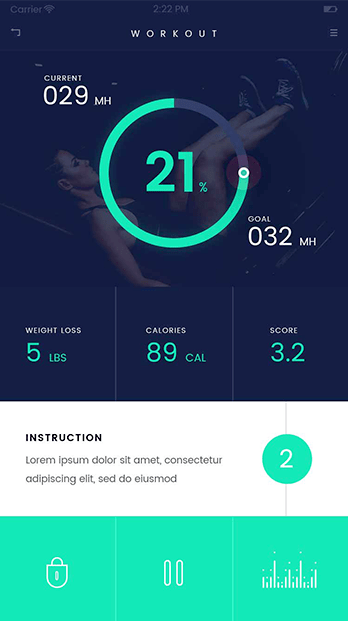 Carrier 2:22 PM
WORKOUT
CURRENT
029 MH
21%
GOAL
032 MH
WEIGHT LOSS CALORIES SCORE
5 LBS 89 CAL 3.2
INSTRUCTION
Lorem ipsum dolor sit amet, consectetur
adipiscing elit, sed do eiusmod
2